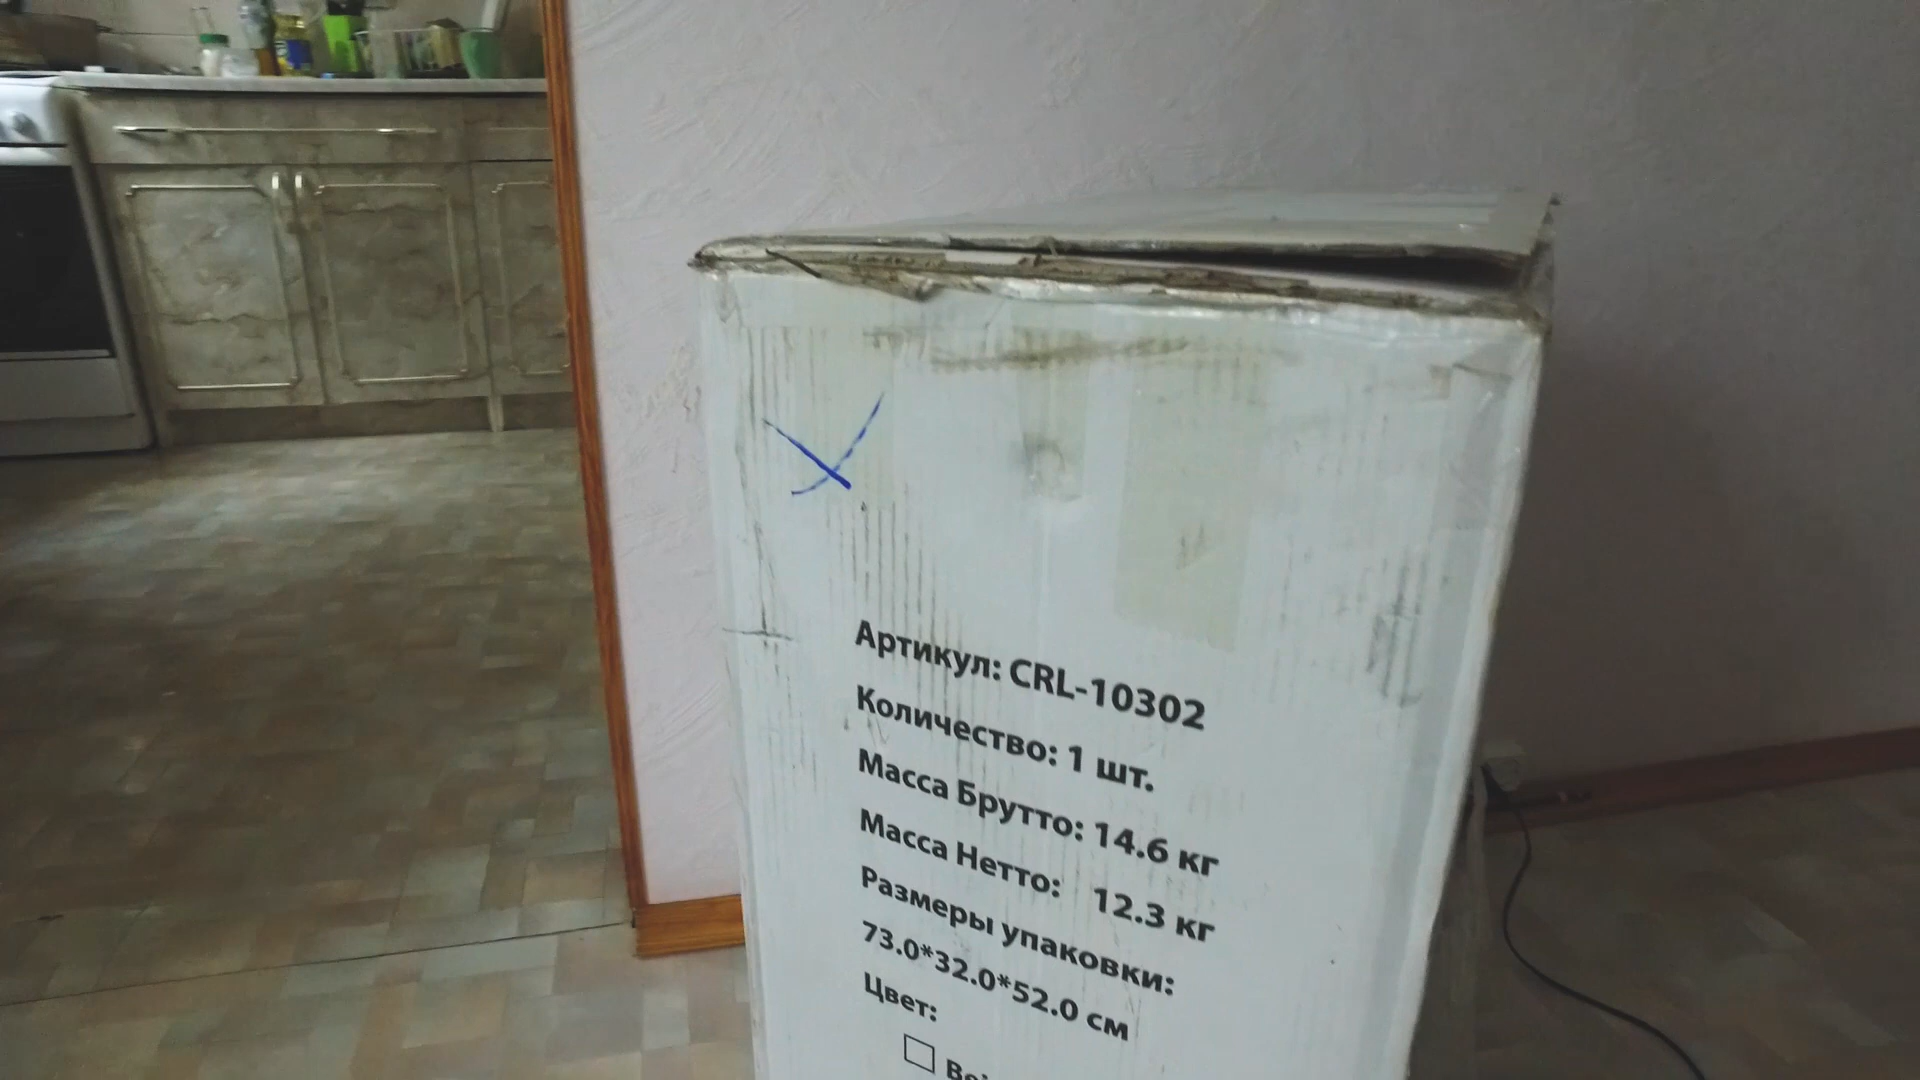 Артикул: CRL-10302
Количество: 1 шт.
Масса Брутто: 14.6 кг
Масса Нетто: 12.3 кг
Размеры упаковки:
73.0*32.0*52.0 см
Цвет: